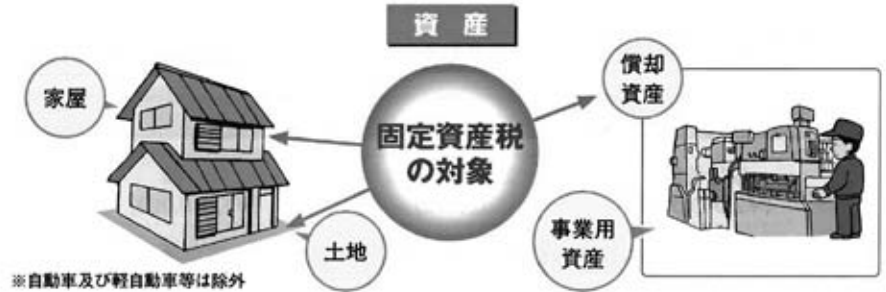 資産
家屋
固定資産税
の対象
償却
資産
土地
事業用
資産
※自動車及び軽自動車等は除外